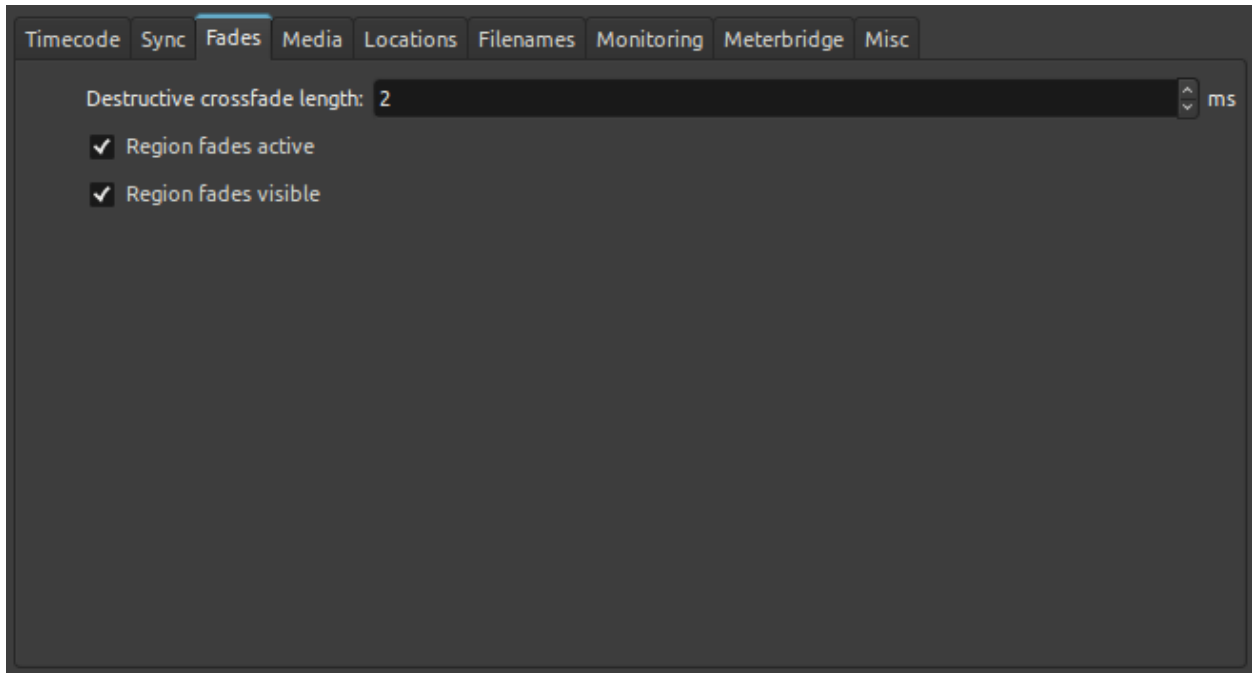 Timecode Sync Fades Media Locations Filenames Monitoring Meterbridge Misc
Destructive crossfade length: 2 ms
Region fades active
Region fades visible